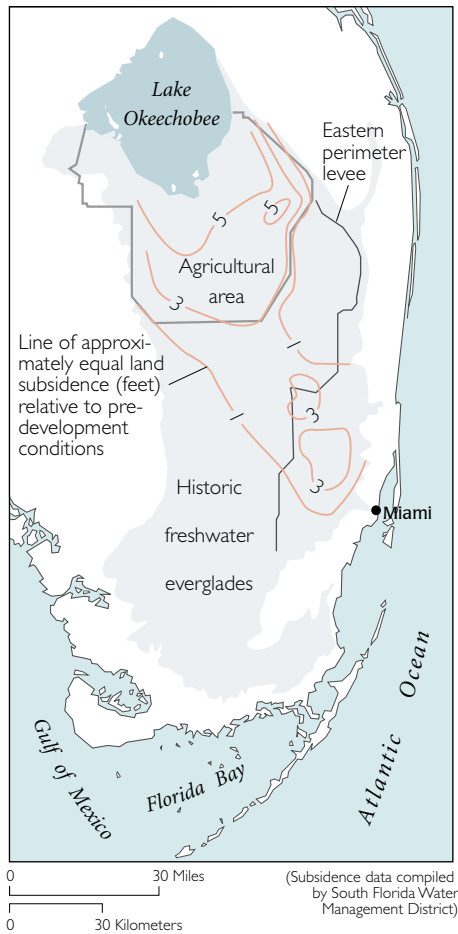 Lake
Okeechobee
Eastern
perimeter
levee
5
5
Agricultural
area
3
Line of approxi-
mately equal land
subsidence (feet)
relative to pre-
development
conditions
1
1
3
3
Historic
freshwater
everglades
Miami
Atlantic Ocean
Gulf of Mexico
Florida Bay
0 30 Miles
0 30 Kilometers
(Subsidence data compiled
by South Florida Water
Management District)